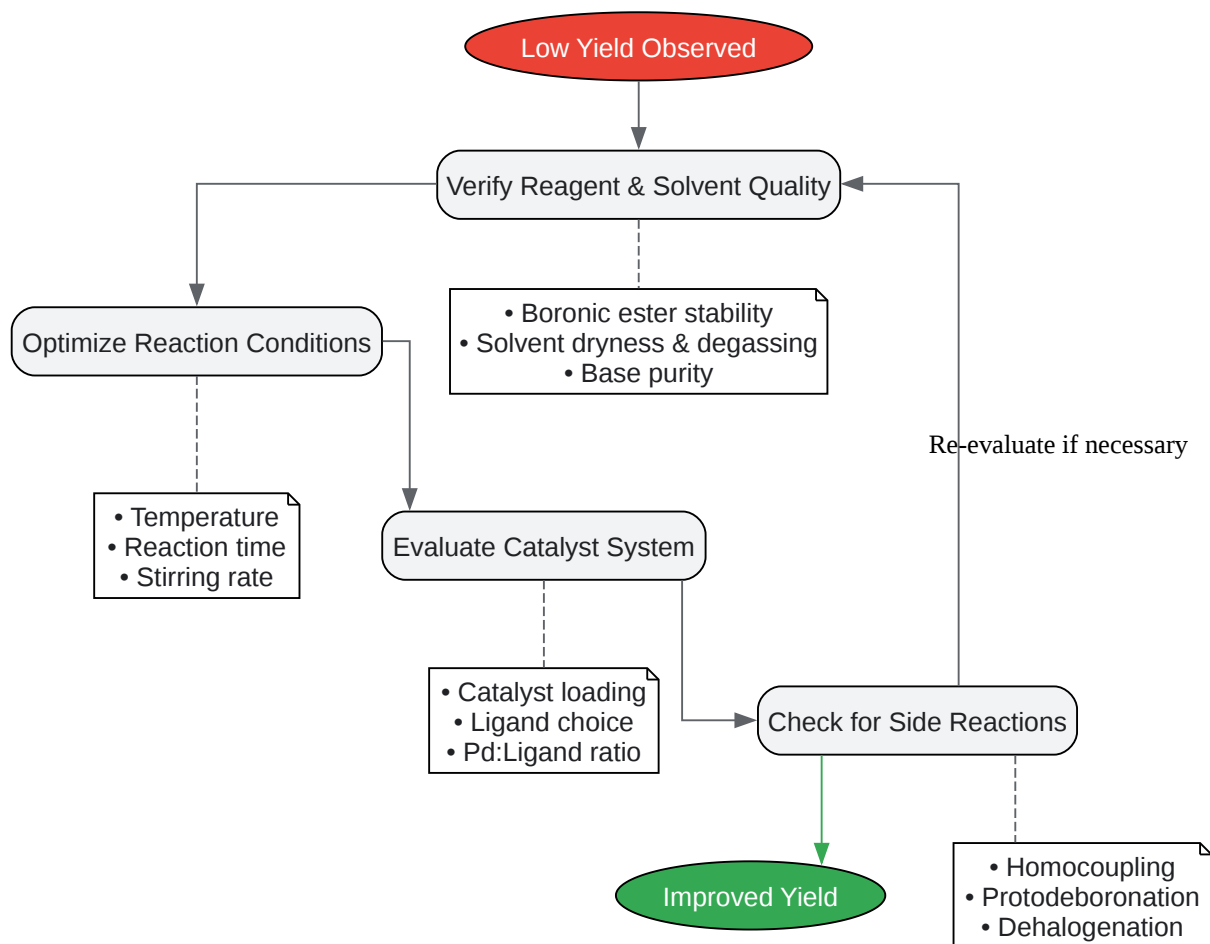 Low Yield Observed
Verify Reagent & Solvent Quality
• Boronic ester stability
• Solvent dryness & degassing
• Base purity
Optimize Reaction Conditions
• Temperature
• Reaction time
• Stirring rate
Re-evaluate if necessary
Evaluate Catalyst System
• Catalyst loading
• Ligand choice
• Pd:Ligand ratio
Check for Side Reactions
• Homocoupling
• Protodeboronation
• Dehalogenation
Improved Yield